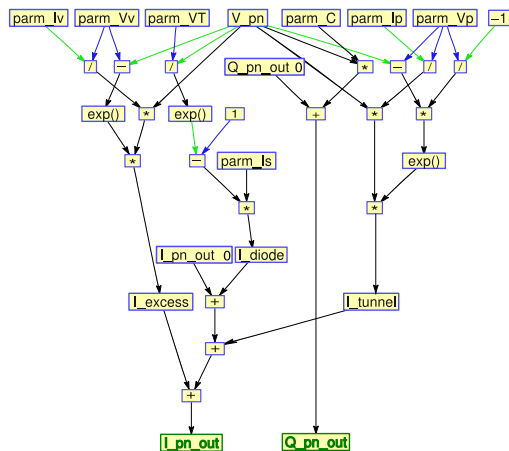 parm_Iv parm_Vv parm_VT V_pn parm_C parm_Ip parm_Vp −1
/ − / Q_pn_out 0 * − / /
exp() * exp() 1 + * *
* − parm_Is exp()
* *
I_pn_out 0 I_diode
I_excess + I_tunnel
+
+
I_pn_out Q_pn_out